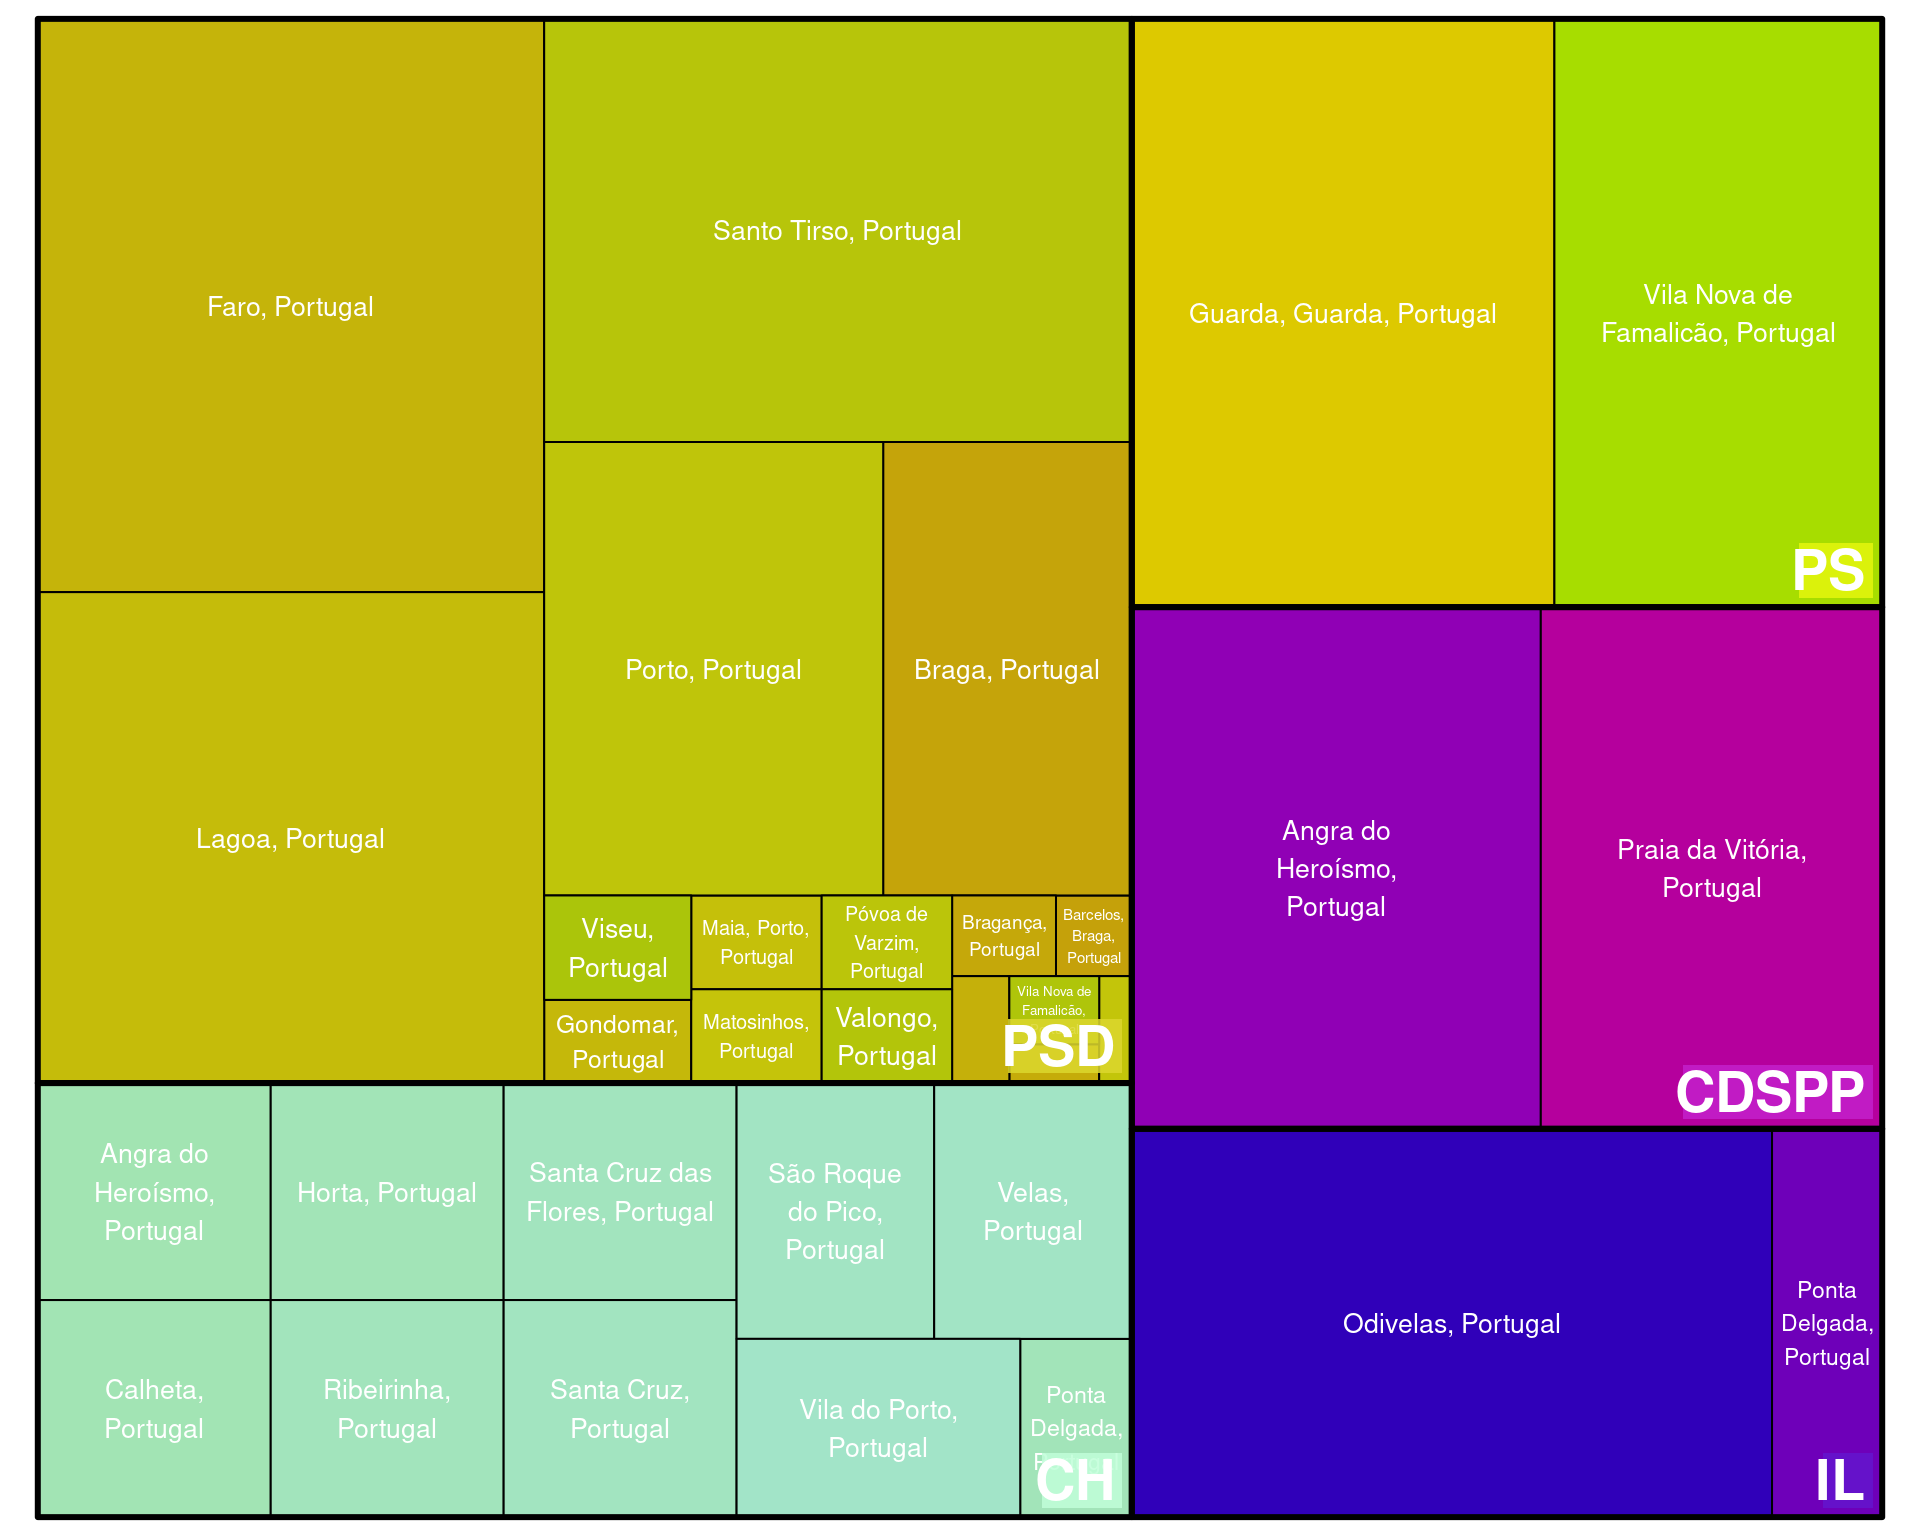 Faro, Portugal
Santo Tirso, Portugal
Guarda, Guarda, Portugal
Vila Nova de
Famalicão, Portugal
PS
Lagoa, Portugal
Porto, Portugal
Braga, Portugal
Viseu,
Portugal
Gondomar,
Portugal
Maia, Porto,
Portugal
Matosinhos,
Portugal
Póvoa de
Varzim,
Portugal
Valongo,
Portugal
Bragança,
Portugal
Barcelos,
Braga,
Portugal
Vila Nova de
Famalicão,
PSD
Angra do
Heroísmo,
Portugal
Praia da Vitória,
Portugal
CDSPP
Angra do
Heroísmo,
Portugal
Horta, Portugal
Santa Cruz das
Flores, Portugal
São Roque
do Pico,
Portugal
Velas,
Portugal
Calheta,
Portugal
Ribeirinha,
Portugal
Santa Cruz,
Portugal
Vila do Porto,
Portugal
Ponta
Delgada,
CH
Odivelas, Portugal
Ponta
Delgada,
Portugal
IL